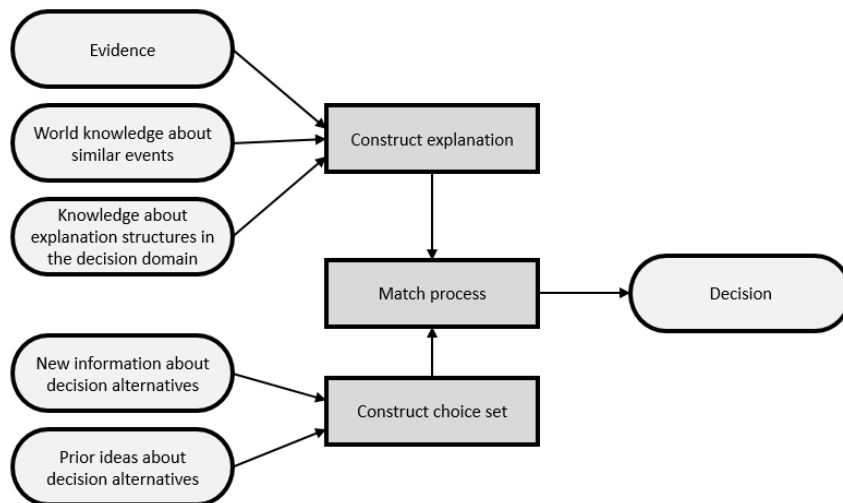 Evidence
World knowledge about
similar events
Knowledge about
explanation structures in
the decision domain
Construct explanation
Match process
Decision
New information about
decision alternatives
Construct choice set
Prior ideas about
decision alternatives